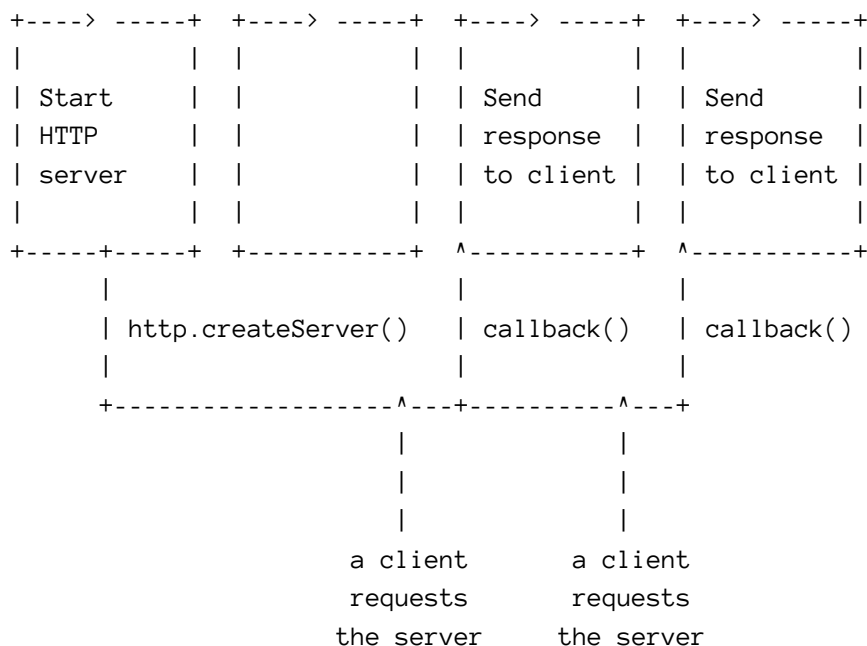 +----> -----+  +----> -----+  +----> -----+  +----> -----+
|           |  |           |  |           |  |           |
| Start     |  |           |  | Send      |  | Send      |
| HTTP      |  |           |  | response  |  | response  |
| server    |  |           |  | to client |  | to client |
|           |  |           |  |           |  |           |
+-----+-----+  +-----------+  ^-----------+  ^-----------+
      |                       |              |
      | http.createServer()   | callback()   | callback()
      |                       |              |
      +-------------------^---+----------^---+
                          |              |
                          |              |
                          |              |
                       a client       a client
                       requests       requests
                      the server     the server